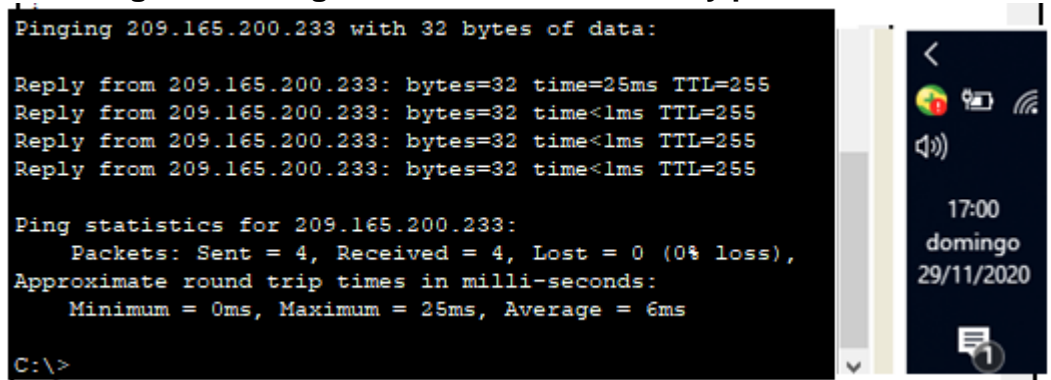 Pinging 209.165.200.233 with 32 bytes of data:
Reply from 209.165.200.233: bytes=32 time=25ms TTL=255
Reply from 209.165.200.233: bytes=32 time<1ms TTL=255
Reply from 209.165.200.233: bytes=32 time<1ms TTL=255
Reply from 209.165.200.233: bytes=32 time<1ms TTL=255
Ping statistics for 209.165.200.233:
Packets: Sent = 4, Received = 4, Lost = 0 (0% loss),
Approximate round trip times in milli-seconds:
Minimum = 0ms, Maximum = 25ms, Average = 6ms
C:\>
17:00
domingo
29/11/2020
1